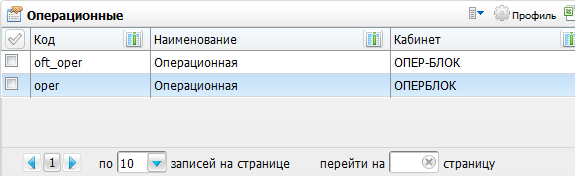 Операционные Профиль
Код Наименование Кабинет
oft_oper Операционная ОПЕР-БЛОК
oper Операционная ОПЕРБЛОК
1 по 10 записей на странице перейти на страницу